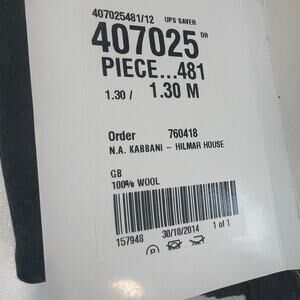 407025481/12 UPS SAVER
407025 DR
PIECE...481
1.30 / 1.30 M
Order 760418
N.A. KABBANI – HILMAR HOUSE
GB
100% WOOL
157948 30/10/2014 1 of 1
P